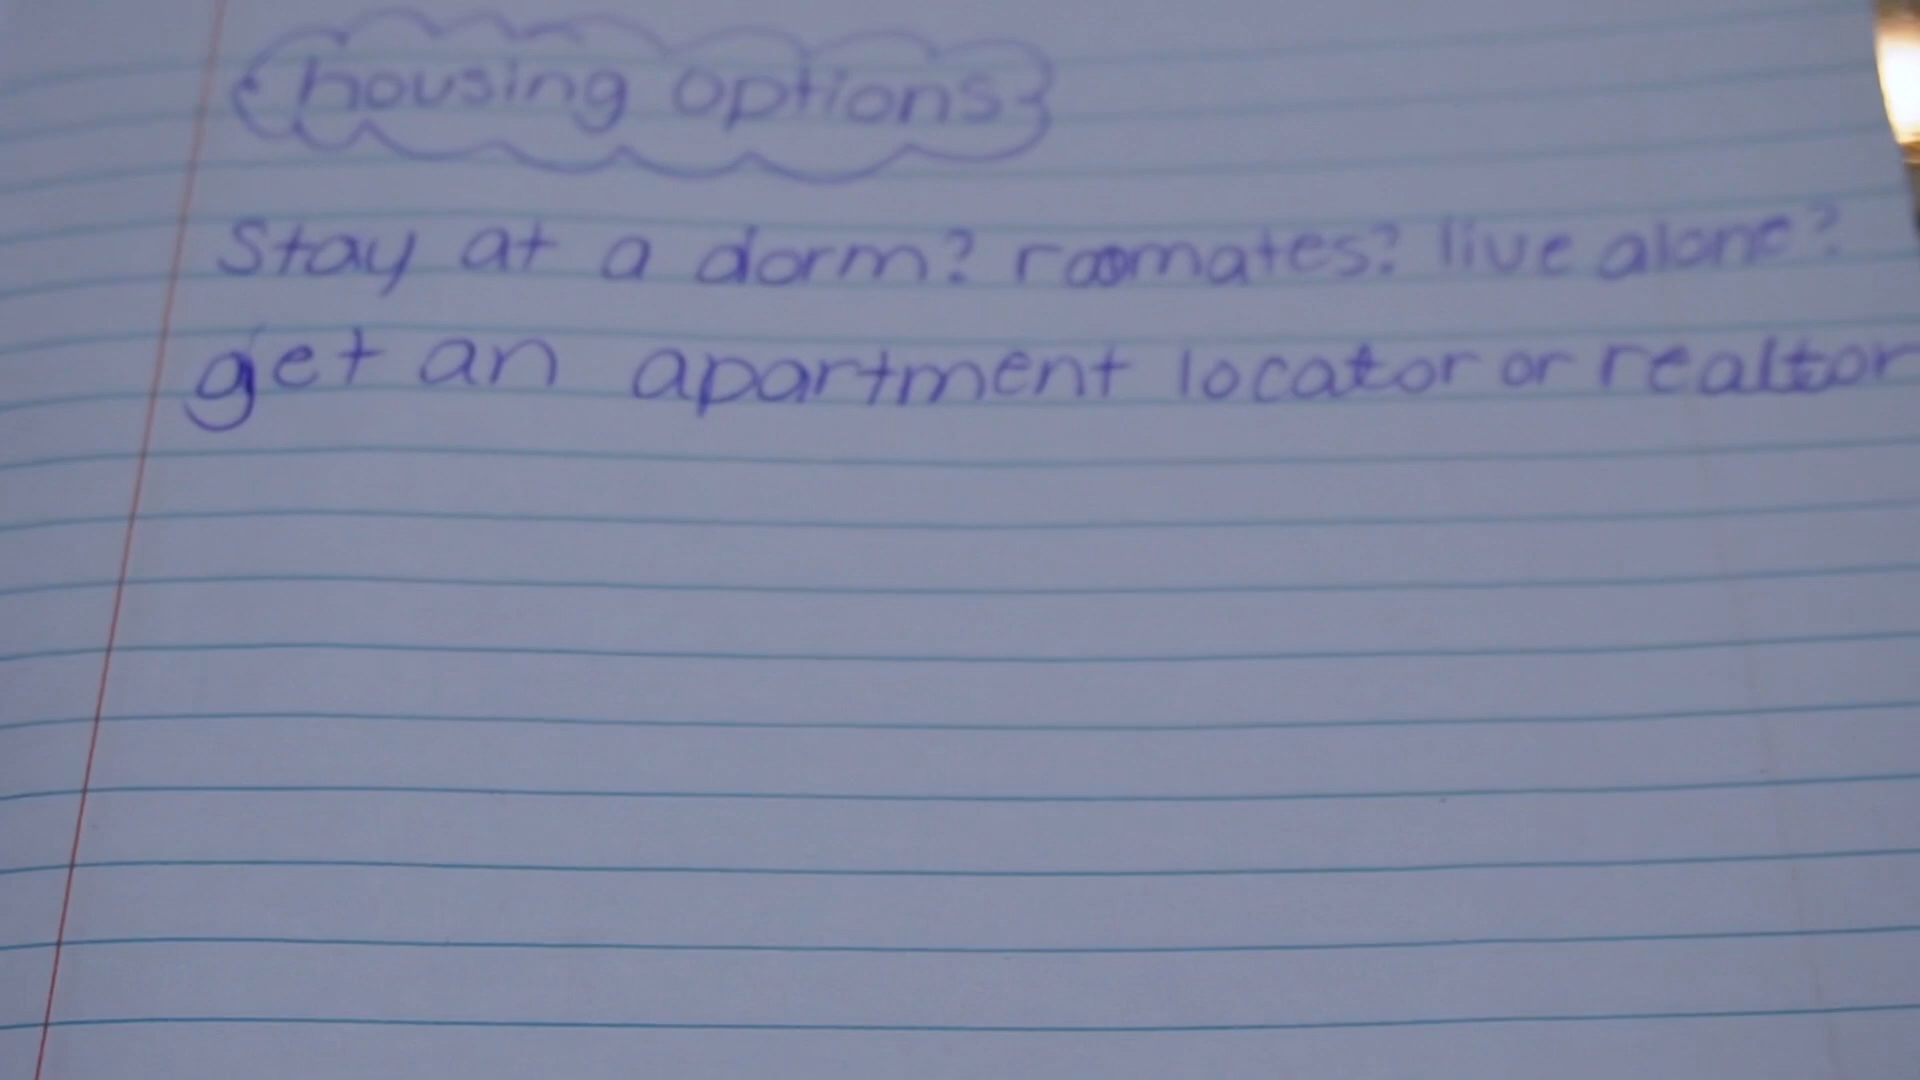 housing options
Stay at a dorm? roomates? live alone?
get an apartment locator or realtor